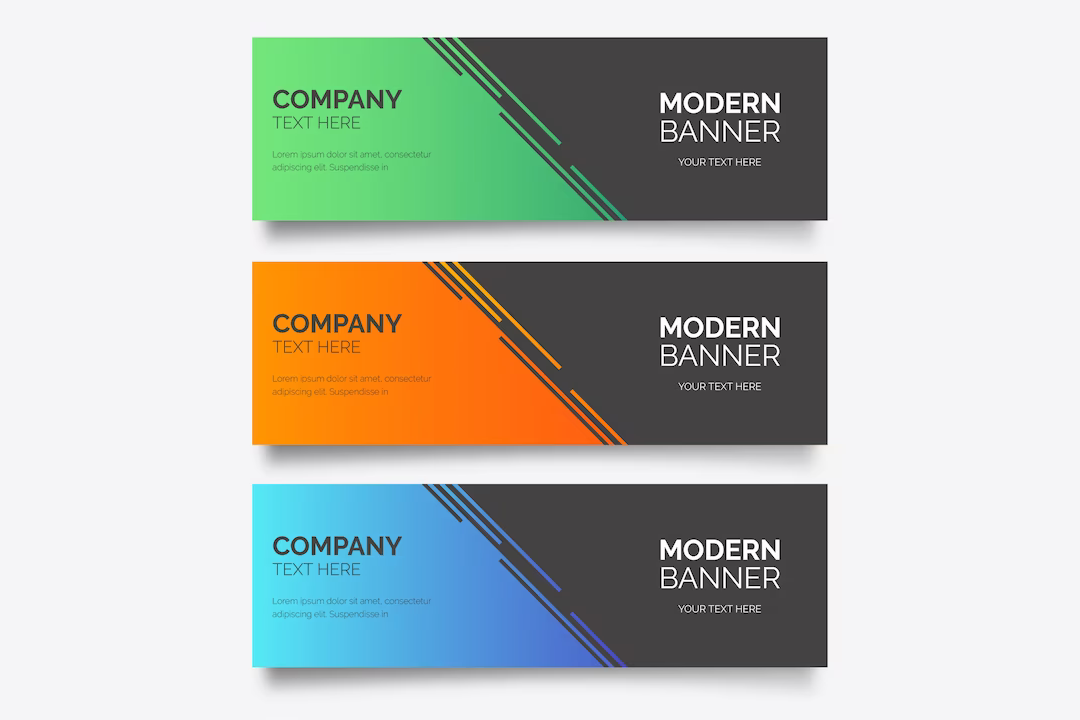 COMPANY
TEXT HERE
Lorem ipsum dolor sit amet, consectetur
adipiscing elit. Suspendisse in
MODERN
BANNER
YOUR TEXT HERE
COMPANY
TEXT HERE
Lorem ipsum dolor sit amet, consectetur
adipiscing elit. Suspendisse in
MODERN
BANNER
YOUR TEXT HERE
COMPANY
TEXT HERE
Lorem ipsum dolor sit amet, consectetur
adipiscing elit. Suspendisse in
MODERN
BANNER
YOUR TEXT HERE